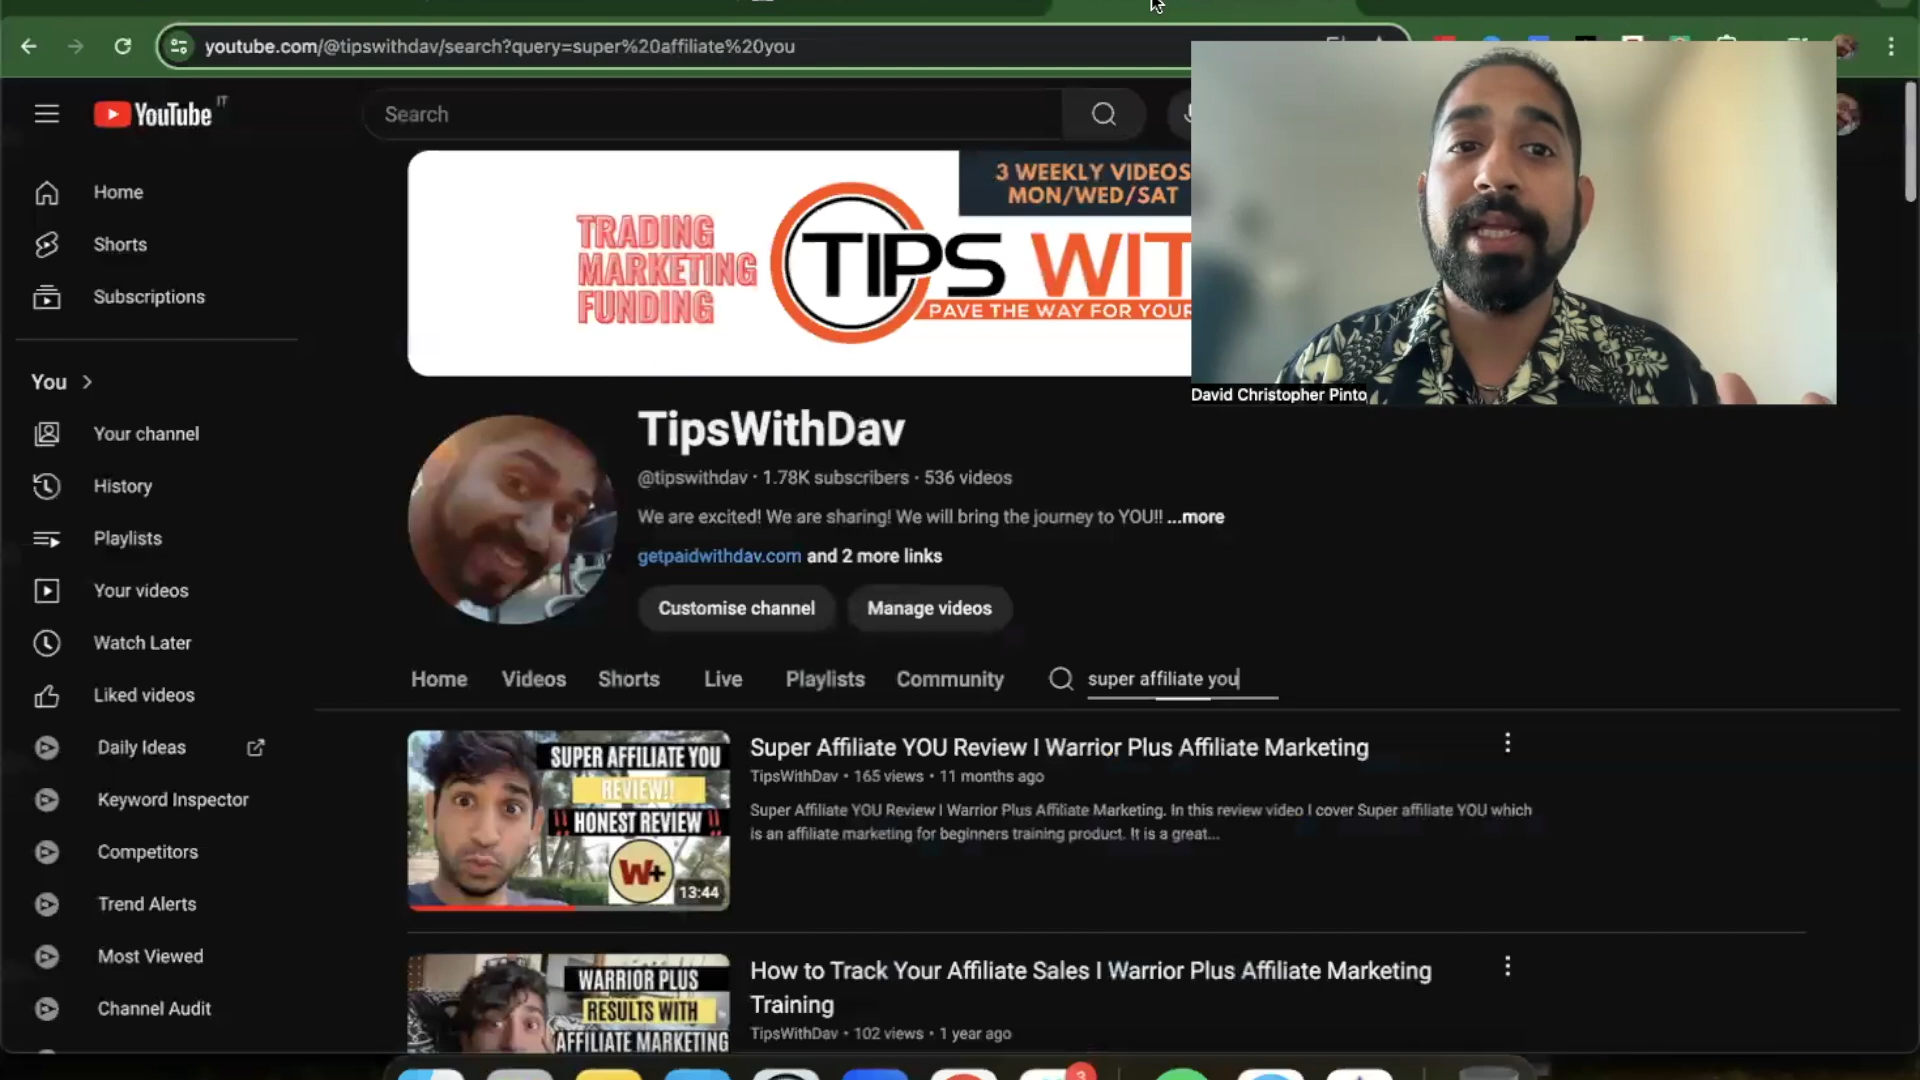 youtube.com/@tipswithdav/search?query=super%20affiliate%20you
YouTube IT
Search
Home
Shorts
Subscriptions
You
Your channel
History
Playlists
Your videos
Watch Later
Liked videos
Daily Ideas
Keyword Inspector
Competitors
Trend Alerts
Most Viewed
Channel Audit
3 WEEKLY VIDEOS
MON/WED/SAT
TRADING
MARKETING
FUNDING
TIPS WIT
PAVE THE WAY FOR YOUR
David Christopher Pinto
TipsWithDav
@tipswithdav · 1.78K subscribers · 536 videos
We are excited! We are sharing! We will bring the journey to YOU!! ...more
getpaidwithdav.com and 2 more links
Customise channel
Manage videos
Home
Videos
Shorts
Live
Playlists
Community
super affiliate you
SUPER AFFILIATE YOU
REVIEW!!
!! HONEST REVIEW !!
W+
13:44
Super Affiliate YOU Review I Warrior Plus Affiliate Marketing
TipsWithDav · 165 views · 11 months ago
Super Affiliate YOU Review I Warrior Plus Affiliate Marketing. In this review video I cover Super affiliate YOU which
is an affiliate marketing for beginners training product. It is a great...
WARRIOR PLUS
RESULTS WITH
AFFILIATE MARKETING
How to Track Your Affiliate Sales I Warrior Plus Affiliate Marketing
Training
TipsWithDav · 102 views · 1 year ago
3